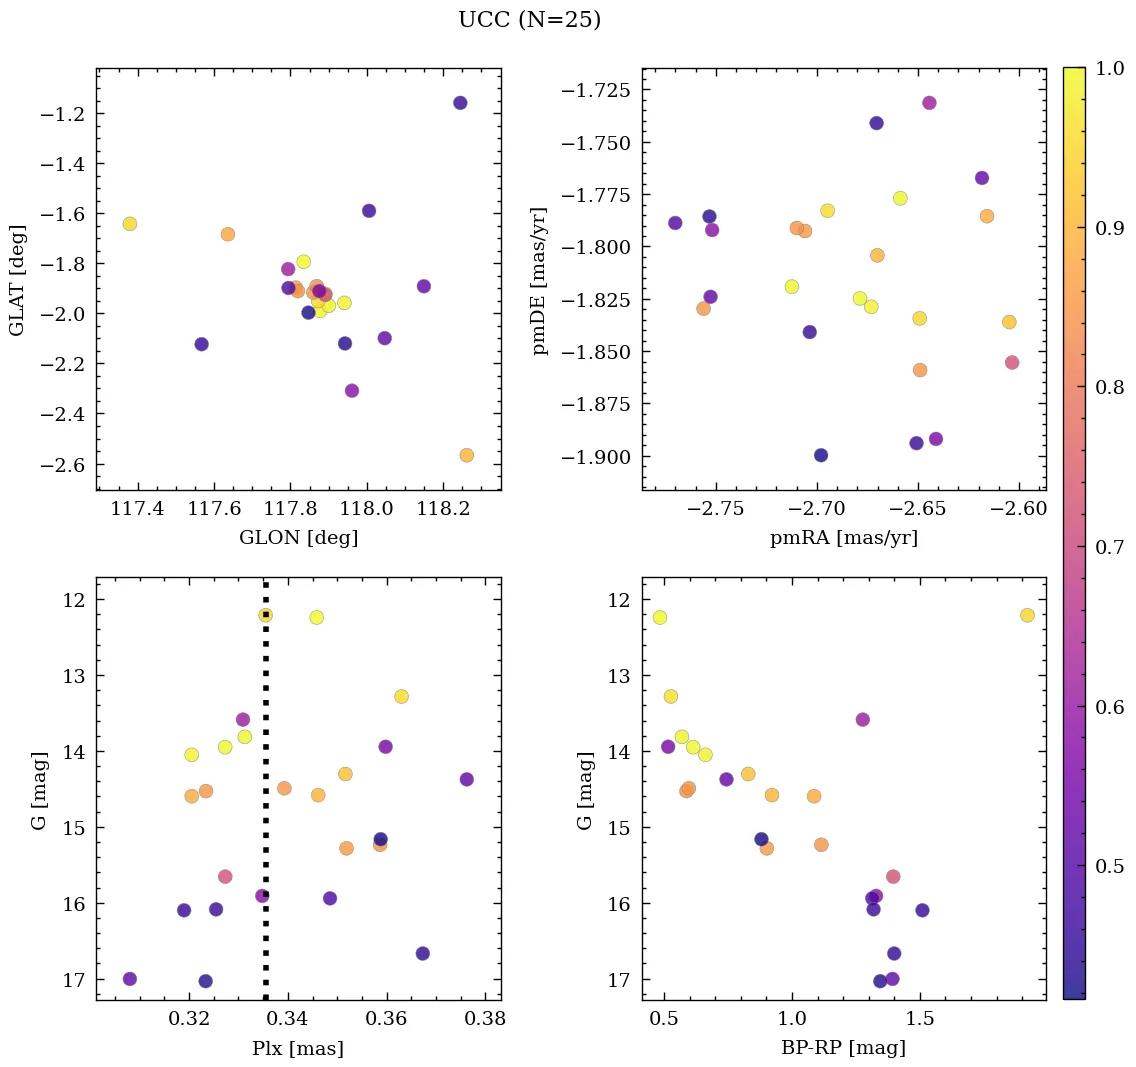 UCC (N=25)
−1.2
−1.4
−1.6
−1.8
−2.0
−2.2
−2.4
−2.6
GLAT [deg]
117.4 117.6 117.8 118.0 118.2
GLON [deg]
−1.725
−1.750
−1.775
−1.800
−1.825
−1.850
−1.875
−1.900
pmDE [mas/yr]
−2.75 −2.70 −2.65 −2.60
pmRA [mas/yr]
12
13
14
15
16
17
G [mag]
0.32 0.34 0.36 0.38
Plx [mas]
12
13
14
15
16
17
G [mag]
0.5 1.0 1.5
BP-RP [mag]
1.0
0.9
0.8
0.7
0.6
0.5